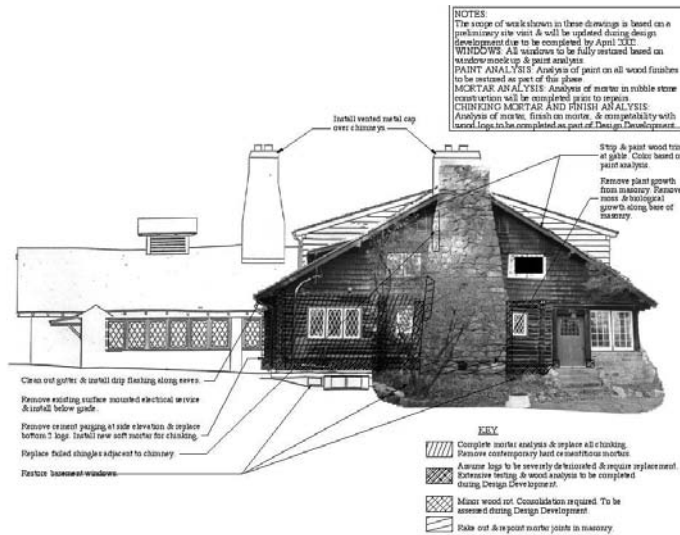 NOTES:
The scope of work shown in these drawings is based on a
preliminary site visit & will be updated during design
development due to be completed by April 2002.
WINDOWS: All windows to be fully restored based on
window mock up & paint analysis.
PAINT ANALYSIS: Analysis of paint on all wood finishes
to be restored as part of this phase.
MORTAR ANALYSIS: Analysis of mortar in rubble stone
construction will be completed prior to repairs.
CHINKING MORTAR AND FINISH ANALYSIS:
Analysis of mortar, finish on mortar, & compatability with
wood logs to be completed as part of Design Development.
Install vented metal cap
over chimneys
Strip & paint wood trim
at gable. Color based on
paint analysis.
Remove plant growth
from masonry. Remove
moss & biological
growth along base of
masonry.
Clean out gutter & install drip flashing along eaves.
Remove existing surface mounted electrical service
& install below grade.
Remove cement parging at side elevation & replace
bottom 2 logs. Install new soft mortar for chinking.
Replace failed shingles adjacent to chimney.
Restore basement windows.
KEY
Complete mortar analysis & replace all chinking.
Remove contemporary hard cementitious mortars.
Assume logs to be severely deteriorated & require replacement.
Extensive testing & wood analysis to be completed
during Design Development.
Minor wood rot. Consolidation required. To be
assessed during Design Development.
Rake out & repoint mortar joints in masonry.